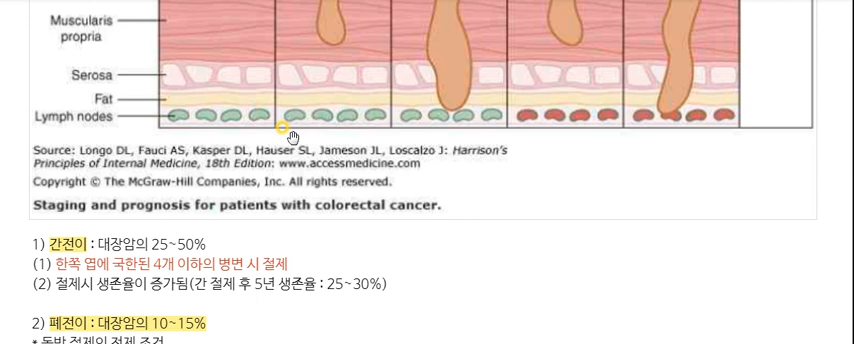 Muscularis
propria
Serosa
Fat
Lymph nodes
Source: Longo DL, Fauci AS, Kasper DL, Hauser SL, Jameson JL, Loscalzo J: Harrison's
Principles of Internal Medicine, 18th Edition: www.accessmedicine.com
Copyright © The McGraw-Hill Companies, Inc. All rights reserved.
Staging and prognosis for patients with colorectal cancer.
1) 간전이 : 대장암의 25~50%
(1) 한쪽 엽에 국한된 4개 이하의 병변 시 절제
(2) 절제시 생존율이 증가됨(간 절제 후 5년 생존율 : 25~30%)
2) 폐전이 : 대장암의 10~15%